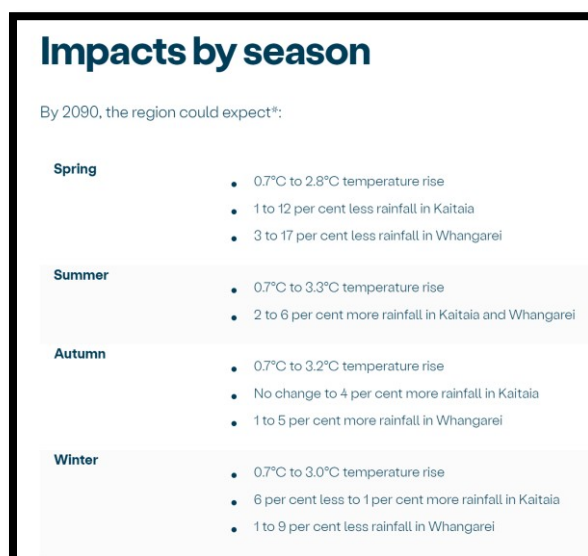 Impacts by season
By 2090, the region could expect*:
Spring
• 0.7°C to 2.8°C temperature rise
• 1 to 12 per cent less rainfall in Kaitaia
• 3 to 17 per cent less rainfall in Whangarei
Summer
• 0.7°C to 3.3°C temperature rise
• 2 to 6 per cent more rainfall in Kaitaia and Whangarei
Autumn
• 0.7°C to 3.2°C temperature rise
• No change to 4 per cent more rainfall in Kaitaia
• 1 to 5 per cent more rainfall in Whangarei
Winter
• 0.7°C to 3.0°C temperature rise
• 6 per cent less to 1 per cent more rainfall in Kaitaia
• 1 to 9 per cent less rainfall in Whangarei